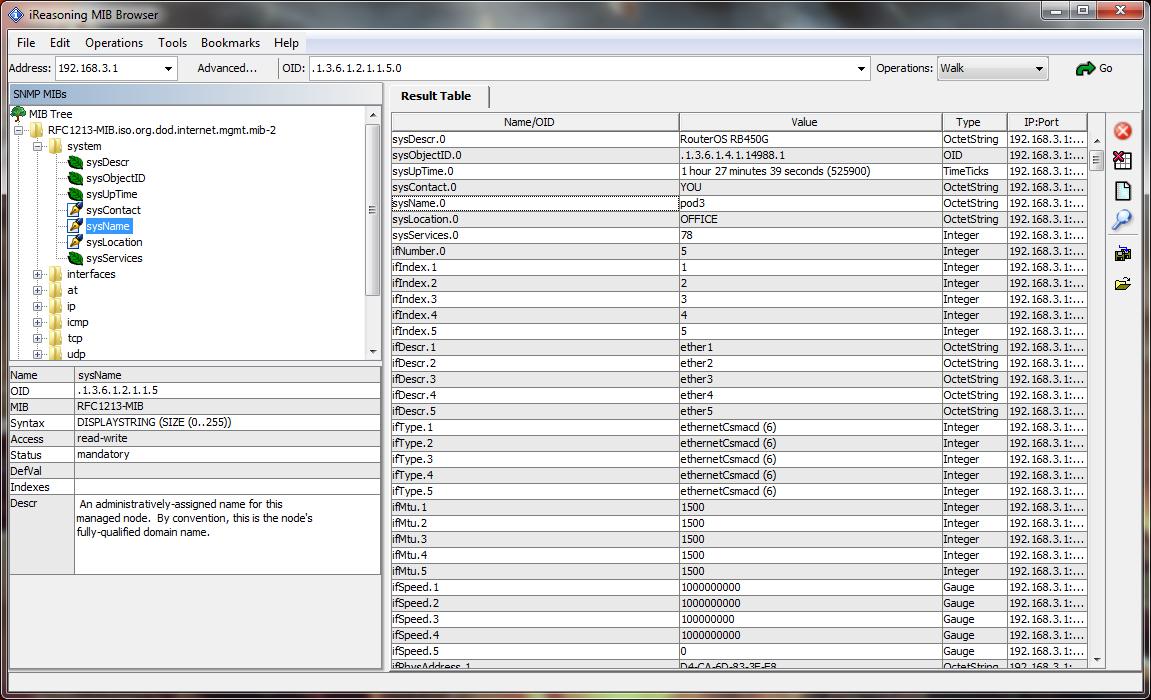 iReasoning MIB Browser
File Edit Operations Tools Bookmarks Help
Address: 192.168.3.1 Advanced... OID: .1.3.6.1.2.1.1.5.0 Operations: Walk Go
SNMP MIBs
MIB Tree
RFC1213-MIB.iso.org.dod.internet.mgmt.mib-2
system
sysDescr
sysObjectID
sysUpTime
sysContact
sysName
sysLocation
sysServices
interfaces
at
ip
icmp
tcp
udp
Name sysName
OID .1.3.6.1.2.1.1.5
MIB RFC1213-MIB
Syntax DISPLAYSTRING (SIZE (0..255))
Access read-write
Status mandatory
DefVal
Indexes
Descr An administratively-assigned name for this
managed node. By convention, this is the node's
fully-qualified domain name.
Result Table
Name/OID Value Type IP:Port
sysDescr.0 RouterOS RB450G OctetString 192.168.3.1:...
sysObjectID.0 .1.3.6.1.4.1.14988.1 OID 192.168.3.1:...
sysUpTime.0 1 hour 27 minutes 39 seconds (525900) TimeTicks 192.168.3.1:...
sysContact.0 YOU OctetString 192.168.3.1:...
sysName.0 pod3 OctetString 192.168.3.1:...
sysLocation.0 OFFICE OctetString 192.168.3.1:...
sysServices.0 78 Integer 192.168.3.1:...
ifNumber.0 5 Integer 192.168.3.1:...
ifIndex.1 1 Integer 192.168.3.1:...
ifIndex.2 2 Integer 192.168.3.1:...
ifIndex.3 3 Integer 192.168.3.1:...
ifIndex.4 4 Integer 192.168.3.1:...
ifIndex.5 5 Integer 192.168.3.1:...
ifDescr.1 ether1 OctetString 192.168.3.1:...
ifDescr.2 ether2 OctetString 192.168.3.1:...
ifDescr.3 ether3 OctetString 192.168.3.1:...
ifDescr.4 ether4 OctetString 192.168.3.1:...
ifDescr.5 ether5 OctetString 192.168.3.1:...
ifType.1 ethernetCsmacd (6) Integer 192.168.3.1:...
ifType.2 ethernetCsmacd (6) Integer 192.168.3.1:...
ifType.3 ethernetCsmacd (6) Integer 192.168.3.1:...
ifType.4 ethernetCsmacd (6) Integer 192.168.3.1:...
ifType.5 ethernetCsmacd (6) Integer 192.168.3.1:...
ifMtu.1 1500 Integer 192.168.3.1:...
ifMtu.2 1500 Integer 192.168.3.1:...
ifMtu.3 1500 Integer 192.168.3.1:...
ifMtu.4 1500 Integer 192.168.3.1:...
ifMtu.5 1500 Integer 192.168.3.1:...
ifSpeed.1 1000000000 Gauge 192.168.3.1:...
ifSpeed.2 1000000000 Gauge 192.168.3.1:...
ifSpeed.3 100000000 Gauge 192.168.3.1:...
ifSpeed.4 1000000000 Gauge 192.168.3.1:...
ifSpeed.5 0 Gauge 192.168.3.1:...
ifPhysAddress.1 OctetString 192.168.3.1:...